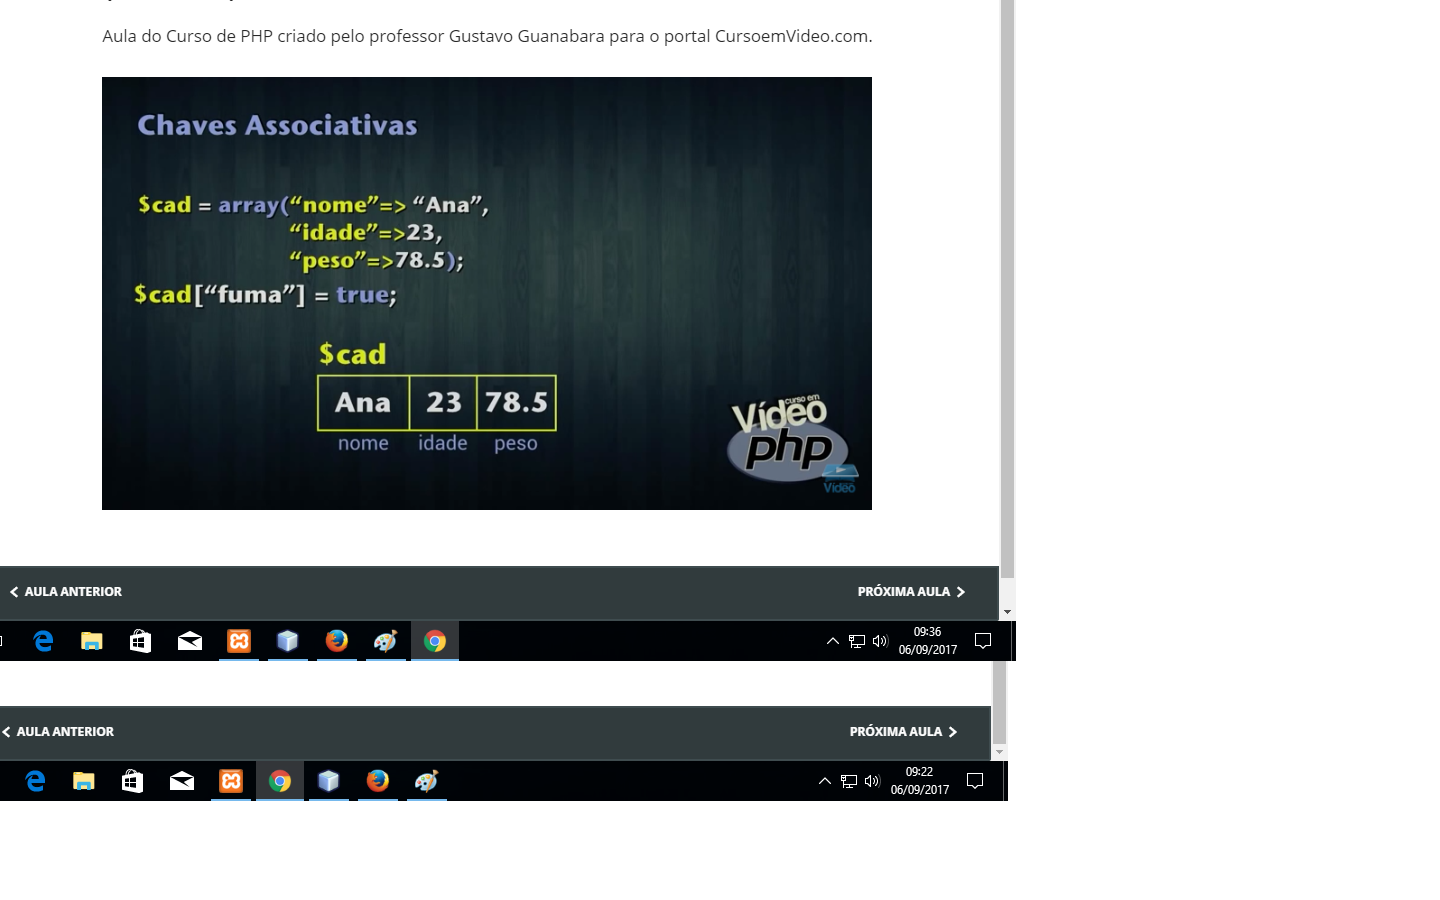 Aula do Curso de PHP criado pelo professor Gustavo Guanabara para o portal CursoemVideo.com.
Chaves Associativas
$cad = array(“nome”=> “Ana”,
“idade”=>23,
“peso”=>78.5);
$cad[“fuma”] = true;
$cad
Ana 23 78.5
nome idade peso
curso em
Vídeo
php
Vídeo
AULA ANTERIOR PRÓXIMA AULA
09:36
06/09/2017
AULA ANTERIOR PRÓXIMA AULA
09:22
06/09/2017